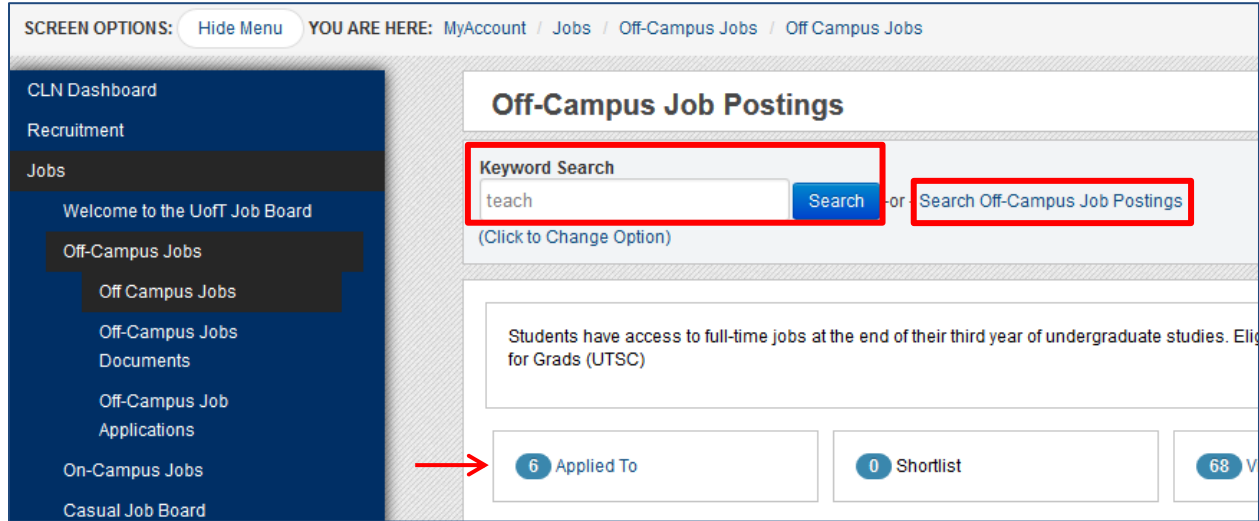 SCREEN OPTIONS: Hide Menu YOU ARE HERE: MyAccount / Jobs / Off-Campus Jobs / Off Campus Jobs
CLN Dashboard
Recruitment
Jobs
Welcome to the UofT Job Board
Off-Campus Jobs
Off Campus Jobs
Off-Campus Jobs
Documents
Off-Campus Job
Applications
On-Campus Jobs
Casual Job Board
Off-Campus Job Postings
Keyword Search
teach Search -or - Search Off-Campus Job Postings
(Click to Change Option)
Students have access to full-time jobs at the end of their third year of undergraduate studies.
for Grads (UTSC)
6 Applied To 0 Shortlist 68